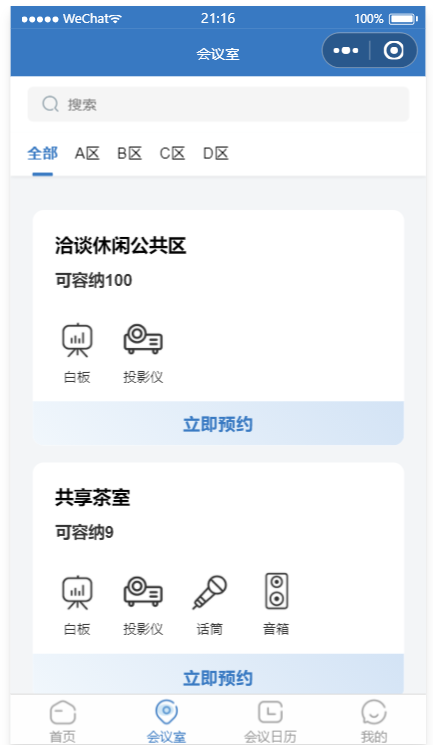 WeChat 21:16 100%
会议室
搜索
全部 A区 B区 C区 D区
洽谈休闲公共区
可容纳100
白板 投影仪
立即预约
共享茶室
可容纳9
白板 投影仪 话筒 音箱
立即预约
首页 会议室 会议日历 我的